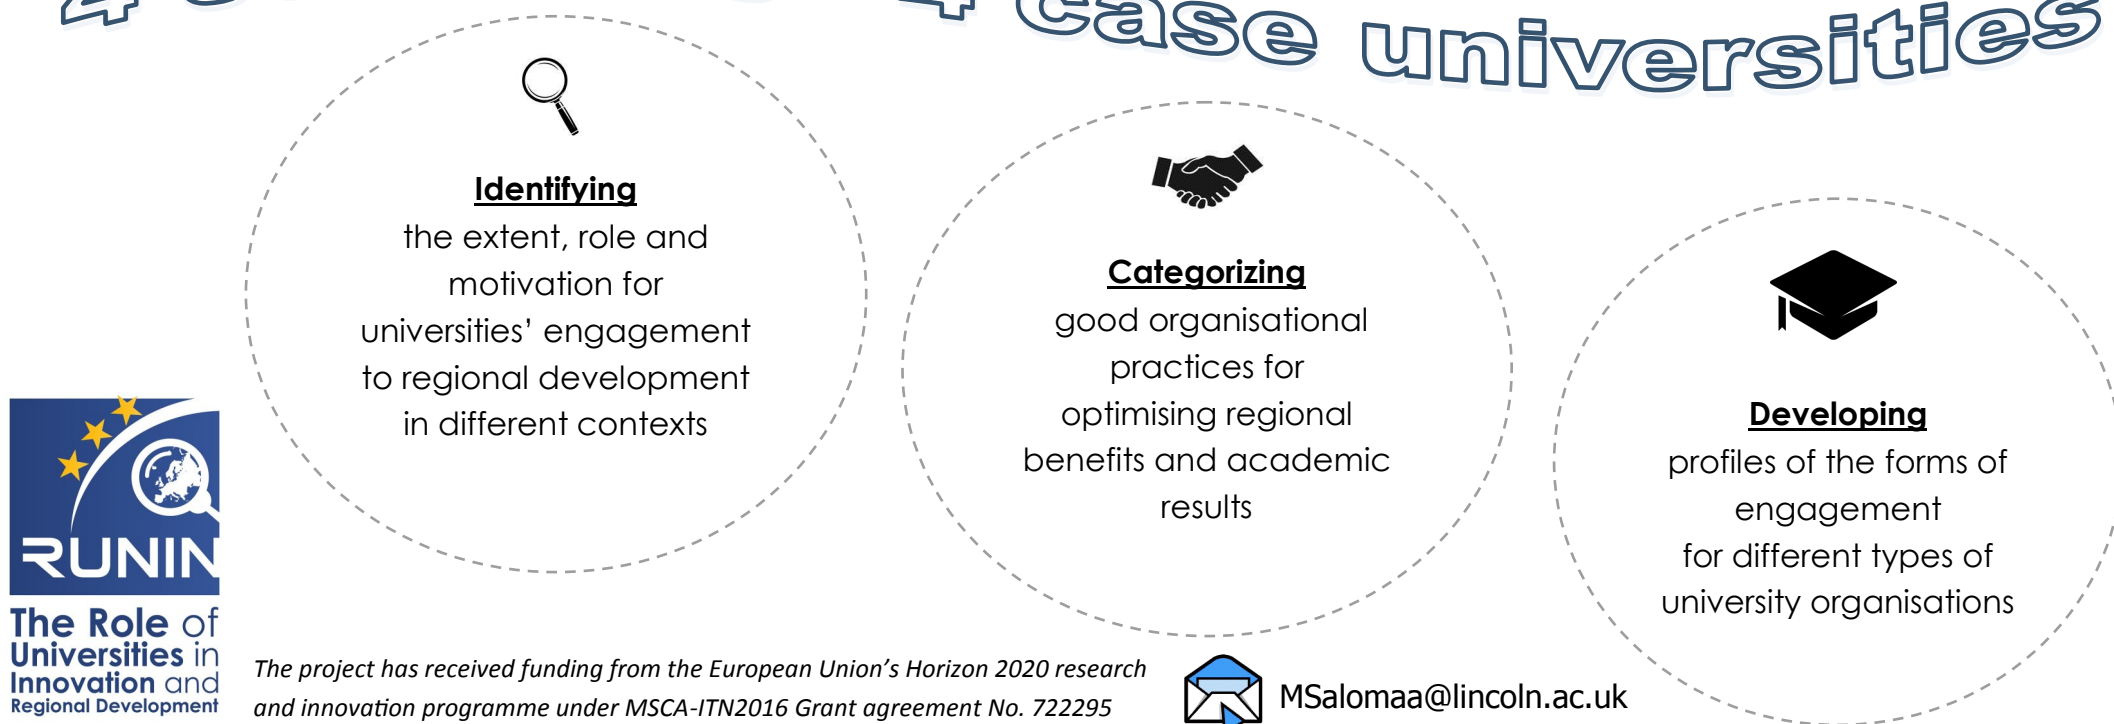 4 case universities
Identifying
the extent, role and
motivation for
universities’ engagement
to regional development
in different contexts
Categorizing
good organisational
practices for
optimising regional
benefits and academic
results
Developing
profiles of the forms of
engagement
for different types of
university organisations
RUNIN
The Role of
Universities in
Innovation and
Regional Development
The project has received funding from the European Union’s Horizon 2020 research
and innovation programme under MSCA-ITN2016 Grant agreement No. 722295
MSalomaa@lincoln.ac.uk